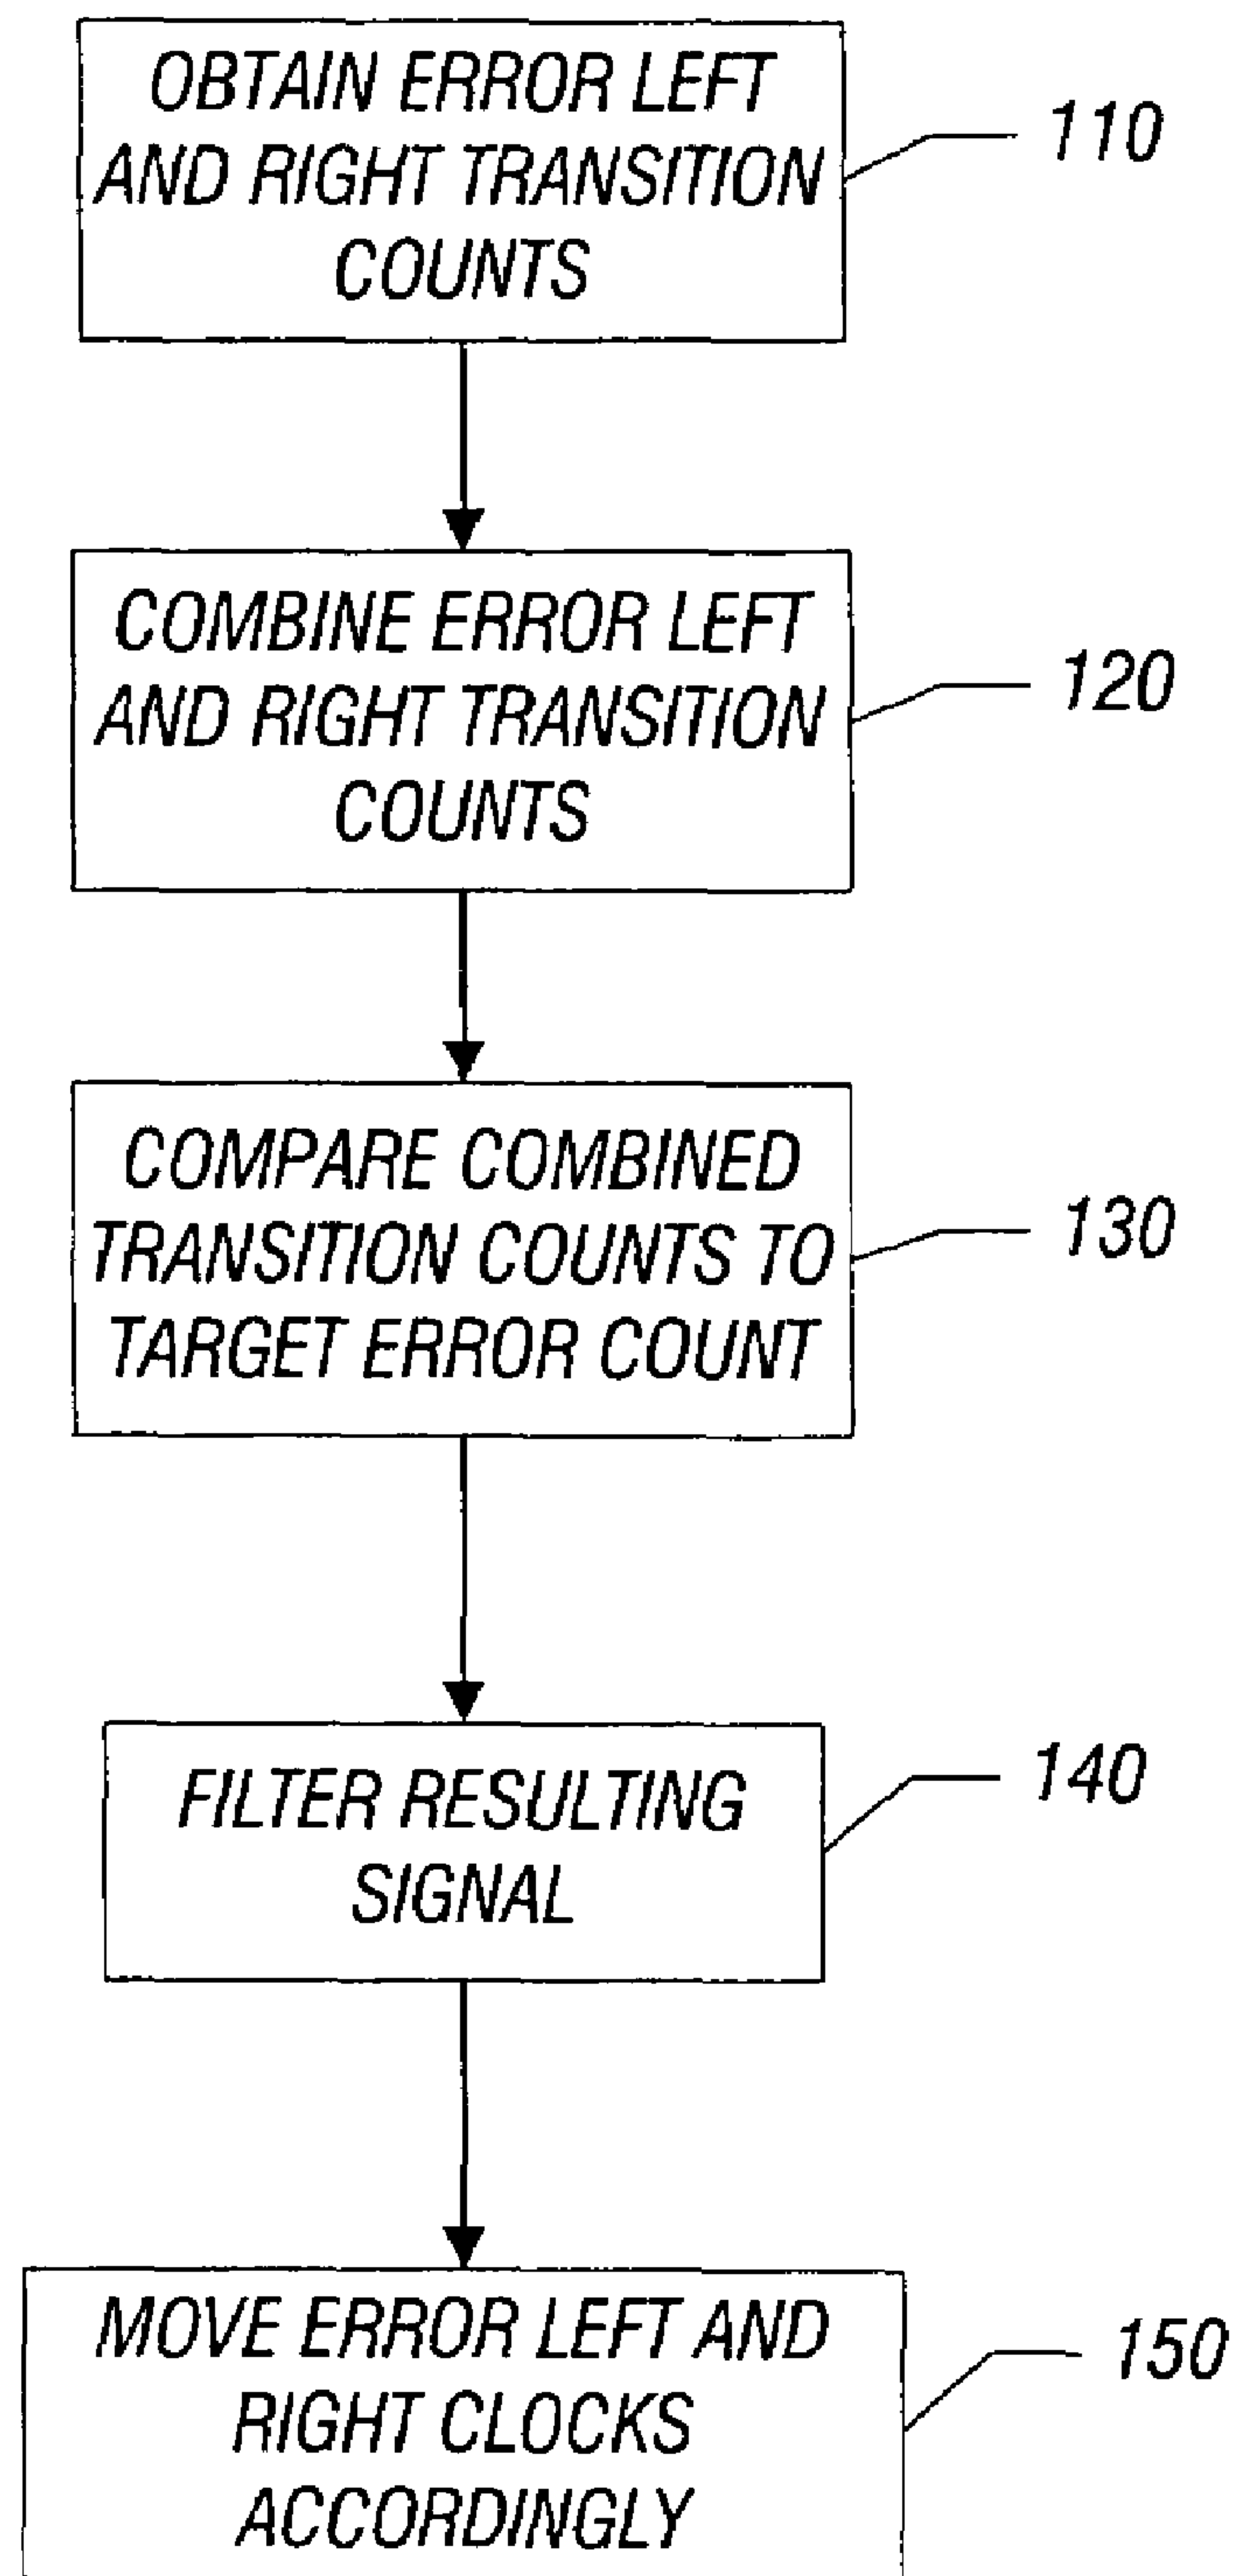 OBTAIN ERROR LEFT
AND RIGHT TRANSITION
COUNTS
110
COMBINE ERROR LEFT
AND RIGHT TRANSITION
COUNTS
120
COMPARE COMBINED
TRANSITION COUNTS TO
TARGET ERROR COUNT
130
FILTER RESULTING
SIGNAL
140
MOVE ERROR LEFT AND
RIGHT CLOCKS
ACCORDINGLY
150